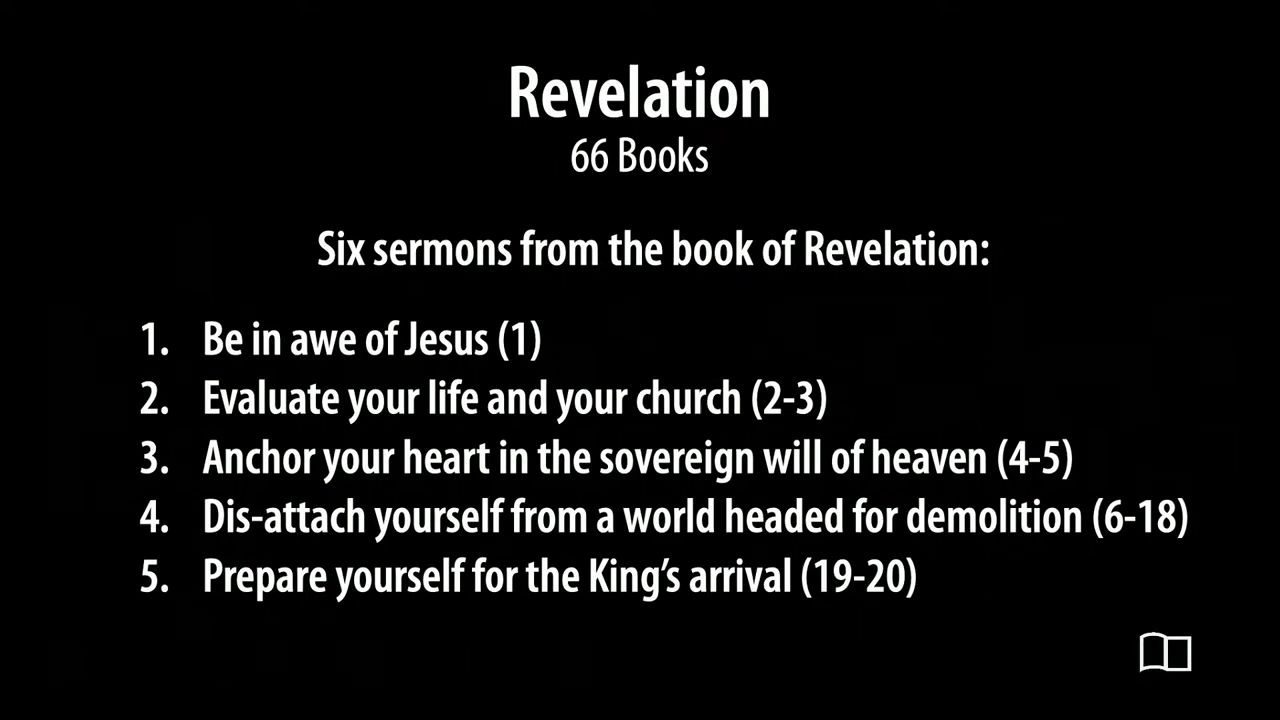 Revelation
66 Books
Six sermons from the book of Revelation:
1. Be in awe of Jesus (1)
2. Evaluate your life and your church (2-3)
3. Anchor your heart in the sovereign will of heaven (4-5)
4. Dis-attach yourself from a world headed for demolition (6-18)
5. Prepare yourself for the King’s arrival (19-20)